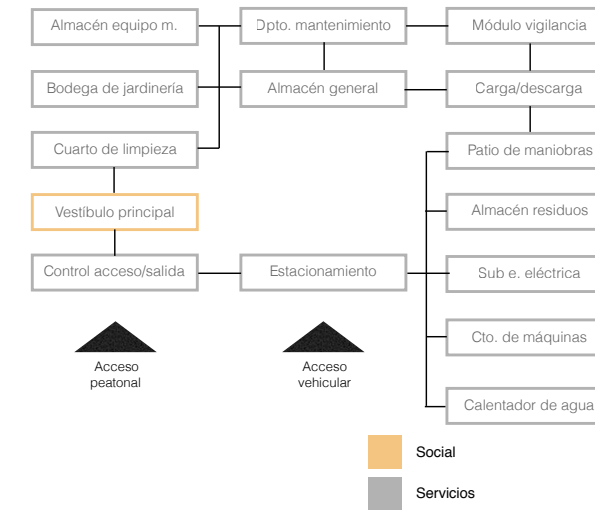 Almacén equipo m.
Dpto. mantenimiento
Módulo vigilancia
Bodega de jardinería
Almacén general
Carga/descarga
Cuarto de limpieza
Patio de maniobras
Vestíbulo principal
Almacén residuos
Control acceso/salida
Estacionamiento
Sub e. eléctrica
Cto. de máquinas
Acceso
peatonal
Acceso
vehicular
Calentador de agua
Social
Servicios